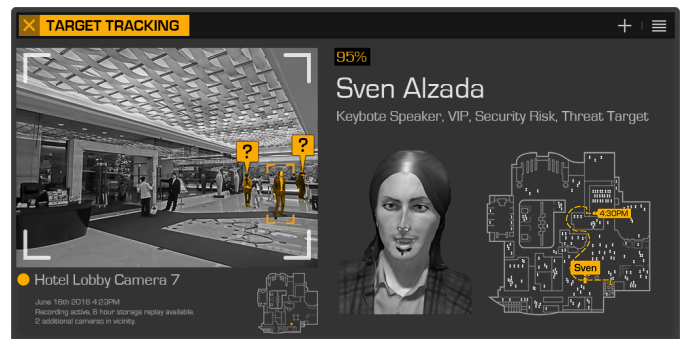 TARGET TRACKING
95%
Sven Alzada
Keybote Speaker, VIP, Security Risk, Threat Target
?
?
4:30PM
Sven
Hotel Lobby Camera 7
June 16th 2016 4:23PM
Recording active, 6 hour storage replay available.
2 additional cameras in vicinity.